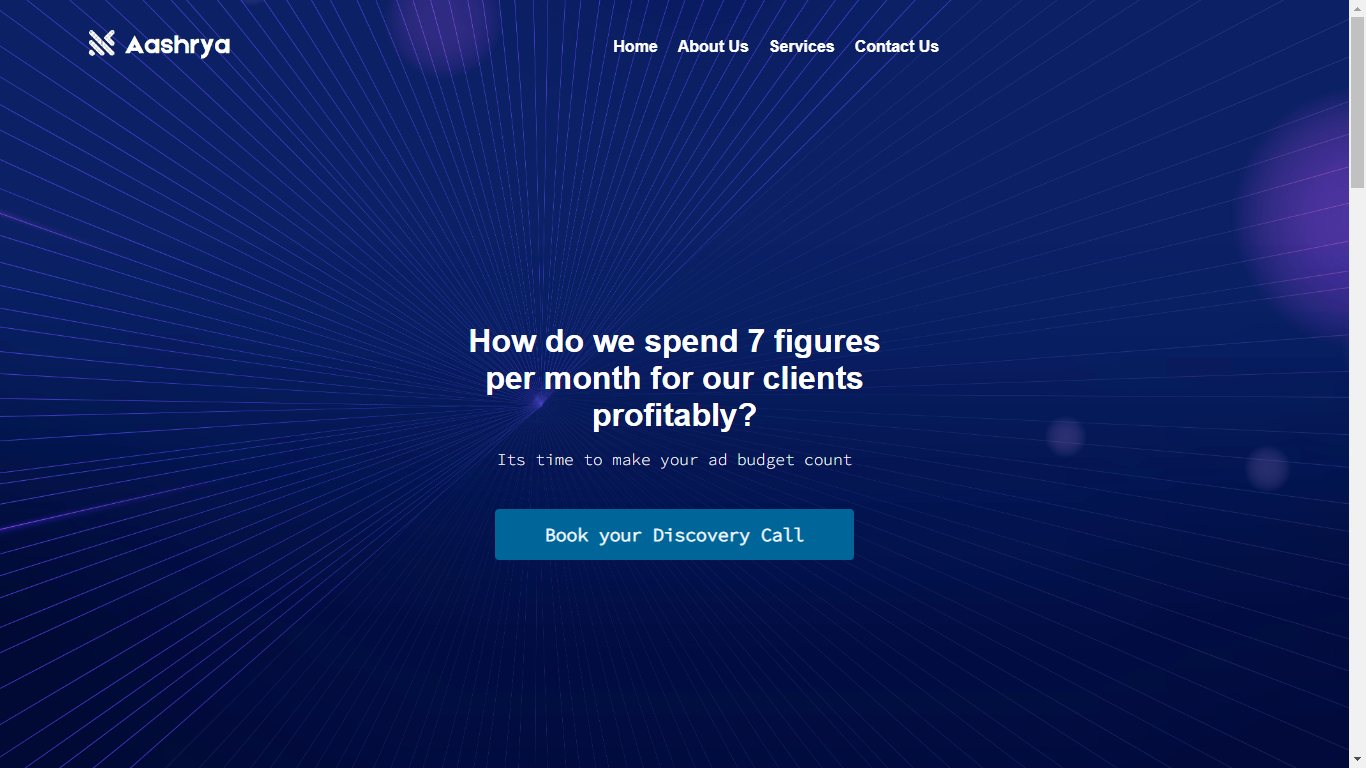 Aashrya
Home About Us Services Contact Us
How do we spend 7 figures
per month for our clients
profitably?
Its time to make your ad budget count
Book your Discovery Call